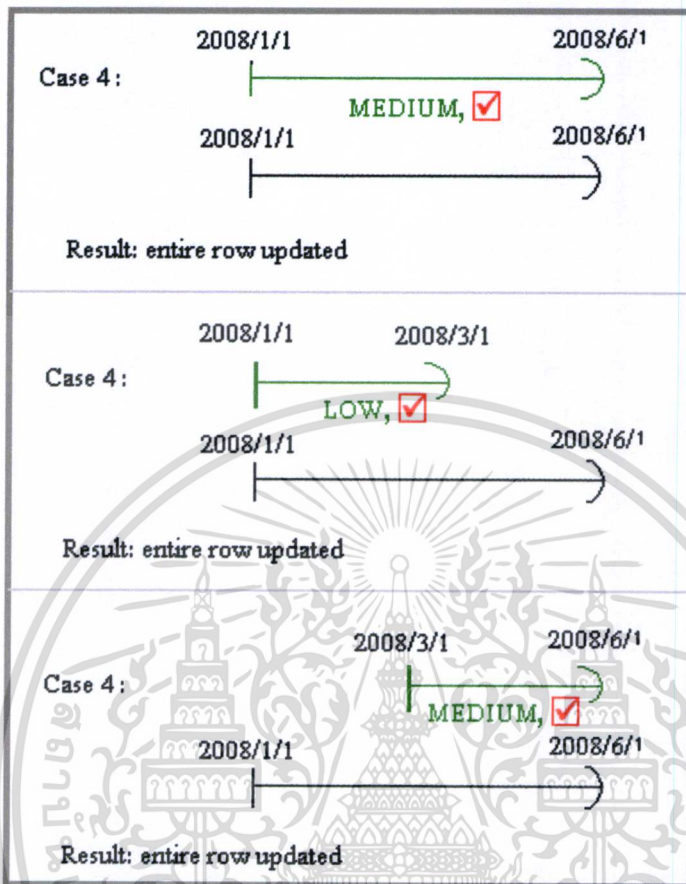 2008/1/1 2008/6/1
Case 4:
MEDIUM, ☑
2008/1/1 2008/6/1
Result: entire row updated
2008/1/1 2008/3/1
Case 4:
LOW, ☑
2008/1/1 2008/6/1
Result: entire row updated
2008/3/1 2008/6/1
Case 4:
MEDIUM, ☑
2008/1/1 2008/6/1
Result: entire row updated